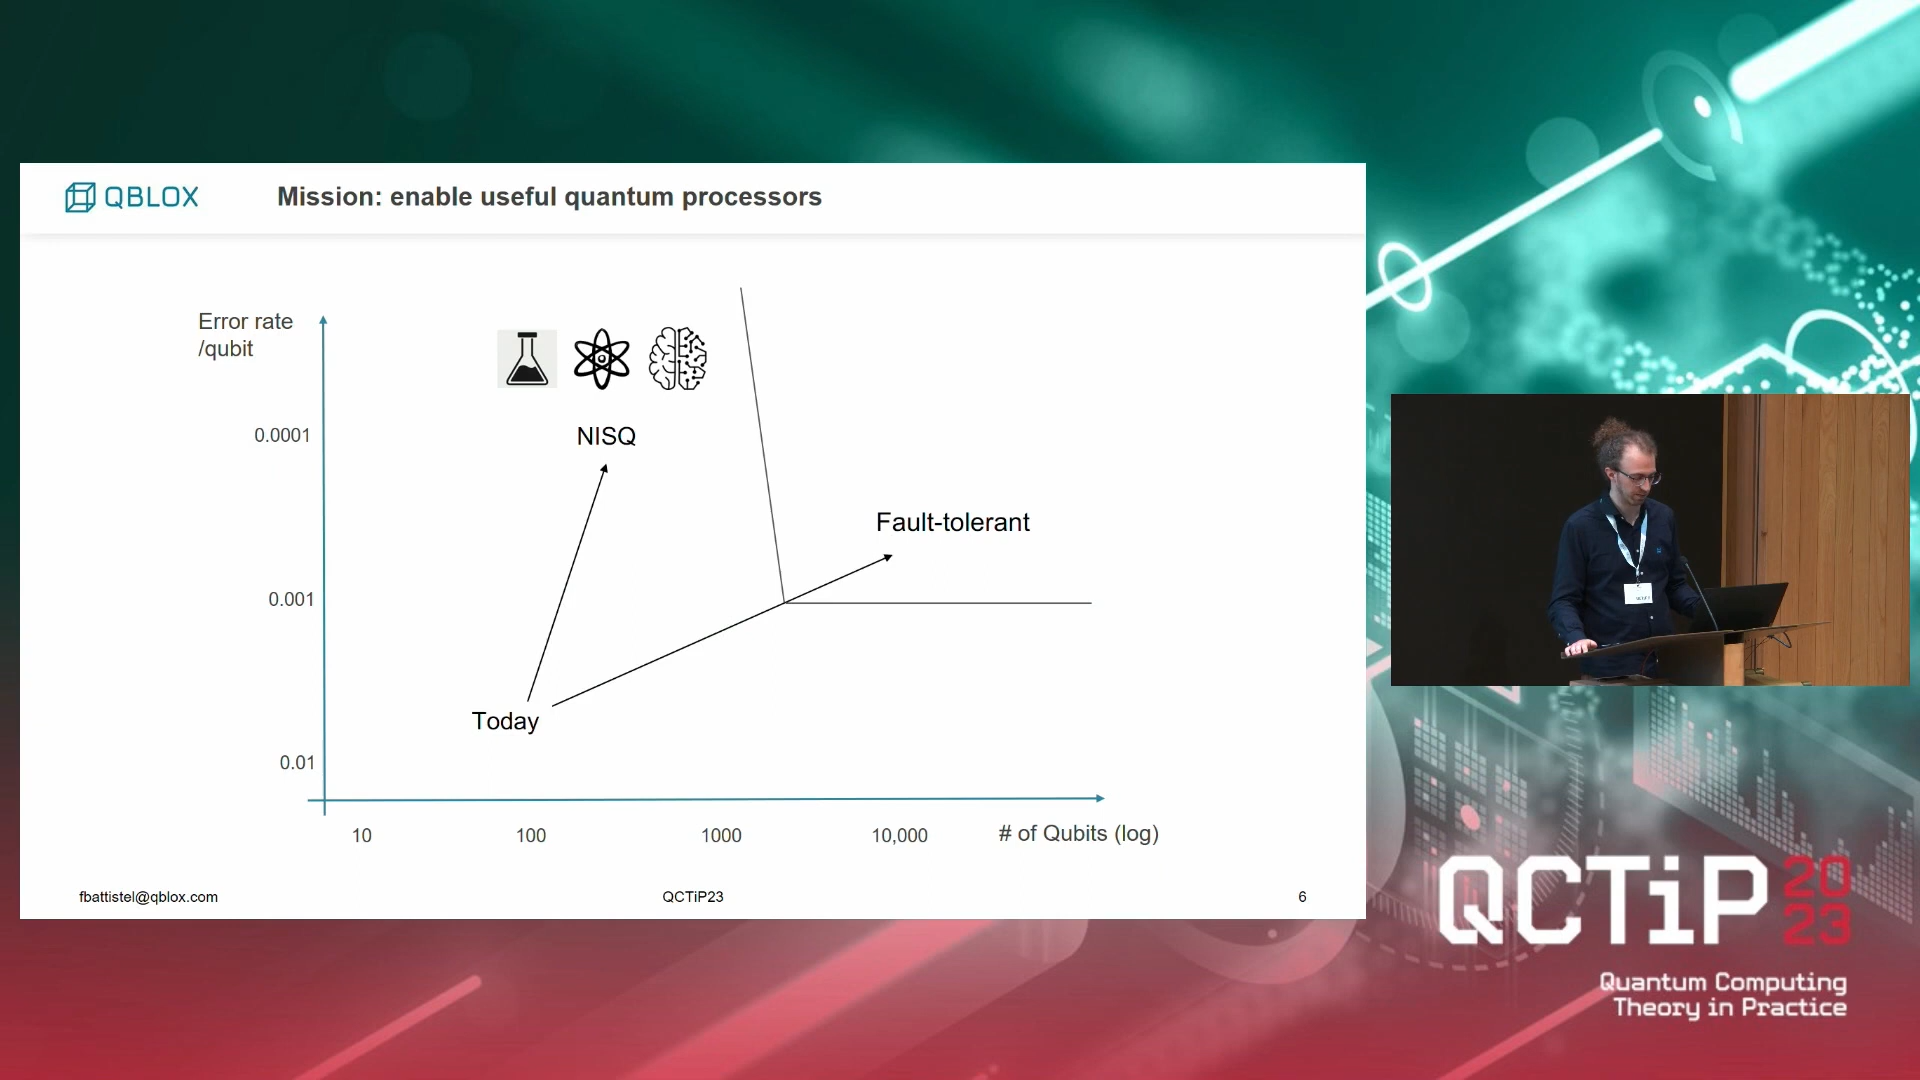 QBLOX
Mission: enable useful quantum processors
Error rate
/qubit
0.0001
0.001
0.01
NISQ
Fault-tolerant
Today
10
100
1000
10,000
# of Qubits (log)
fbattistel@qblox.com
QCTiP23
6
QCTiP 2023
Quantum Computing
Theory in Practice